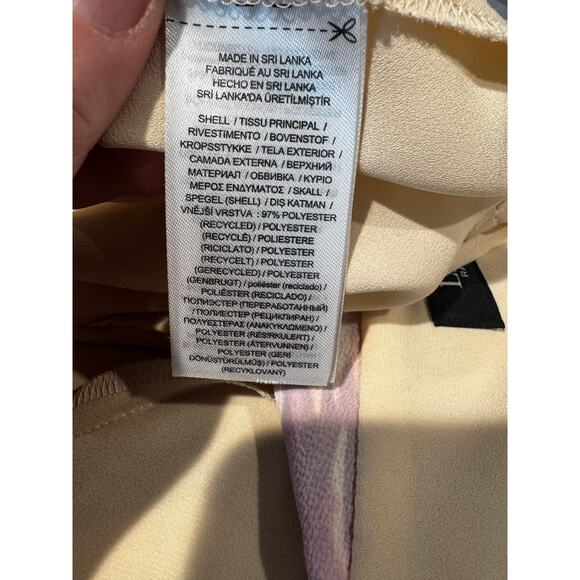 MADE IN SRI LANKA
FABRIQUÉ AU SRI LANKA
HECHO EN SRI LANKA
SRİ LANKA'DA ÜRETİLMİŞTİR
SHELL / TISSU PRINCIPAL /
RIVESTIMENTO / BOVENSTOF /
KROPSSTYKKE / TELA EXTERIOR /
CAMADA EXTERNA / ВЕРХНИЙ
МАТЕРИАЛ / ОБВИВКА / ΚΥΡΙΟ
ΜΕΡΟΣ ΕΝΔΥΜΑΤΟΣ / SKALL /
SPEGEL (SHELL) / DIŞ KATMAN /
VNĚJŠÍ VRSTVA : 97% POLYESTER
(RECYCLED) / POLYESTER
(RECYCLÉ) / POLIESTERE
(RICICLATO) / POLYESTER
(RECYCELT) / POLYESTER
(GERECYCLED) / POLYESTER
(GENBRUGT) / poliéster (reciclado) /
POLIÉSTER (RECICLADO) /
ПОЛИЭСТЕР (ПЕРЕРАБОТАННЫЙ)
/ ПОЛИЕСТЕР (РЕЦИКЛИРАН) /
ΠΟΛΥΕΣΤΕΡΑΣ (ΑΝΑΚΥΚΛΩΜΕΝΟ) /
POLYESTER (RESIRKULERT) /
POLYESTER (ÅTERVUNNEN) /
POLYESTER (GERI
DÖNÜŞTÜRÜLMÜŞ) / POLYESTER
(RECYKLOVANÝ)